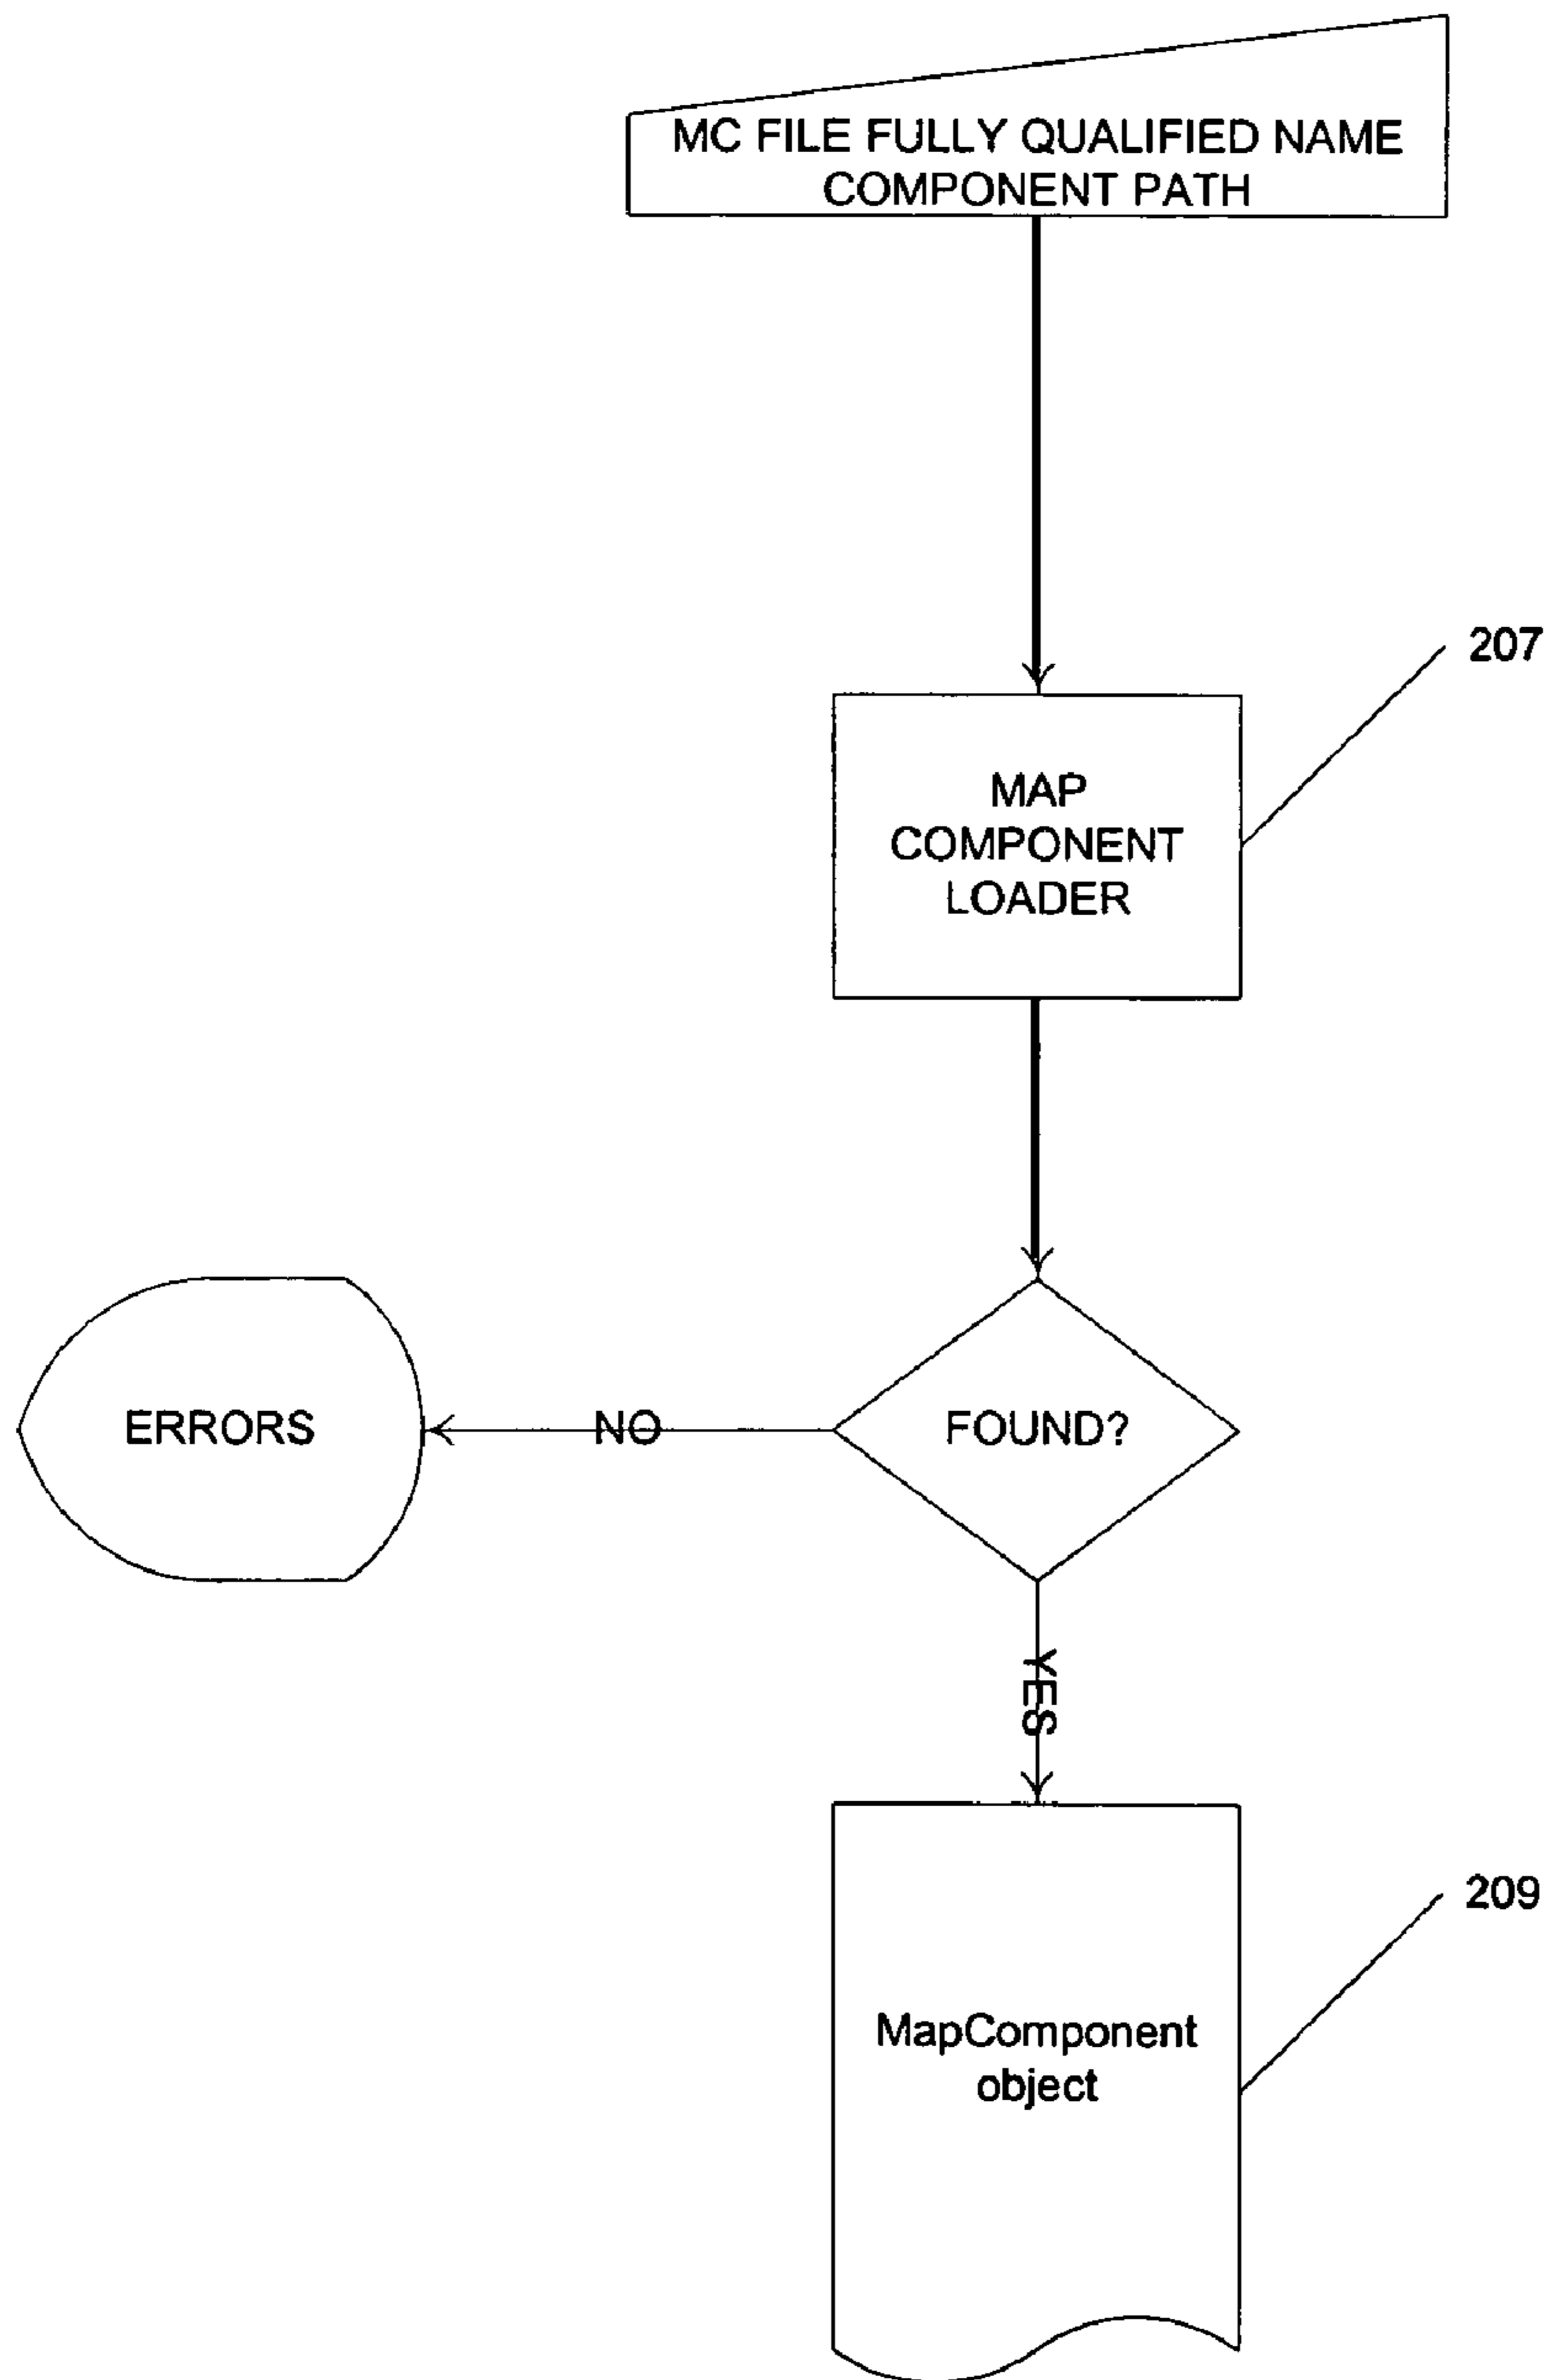 MC FILE FULLY QUALIFIED NAME
COMPONENT PATH
207
MAP
COMPONENT
LOADER
ERRORS
NO
FOUND?
YES
209
MapComponent
object